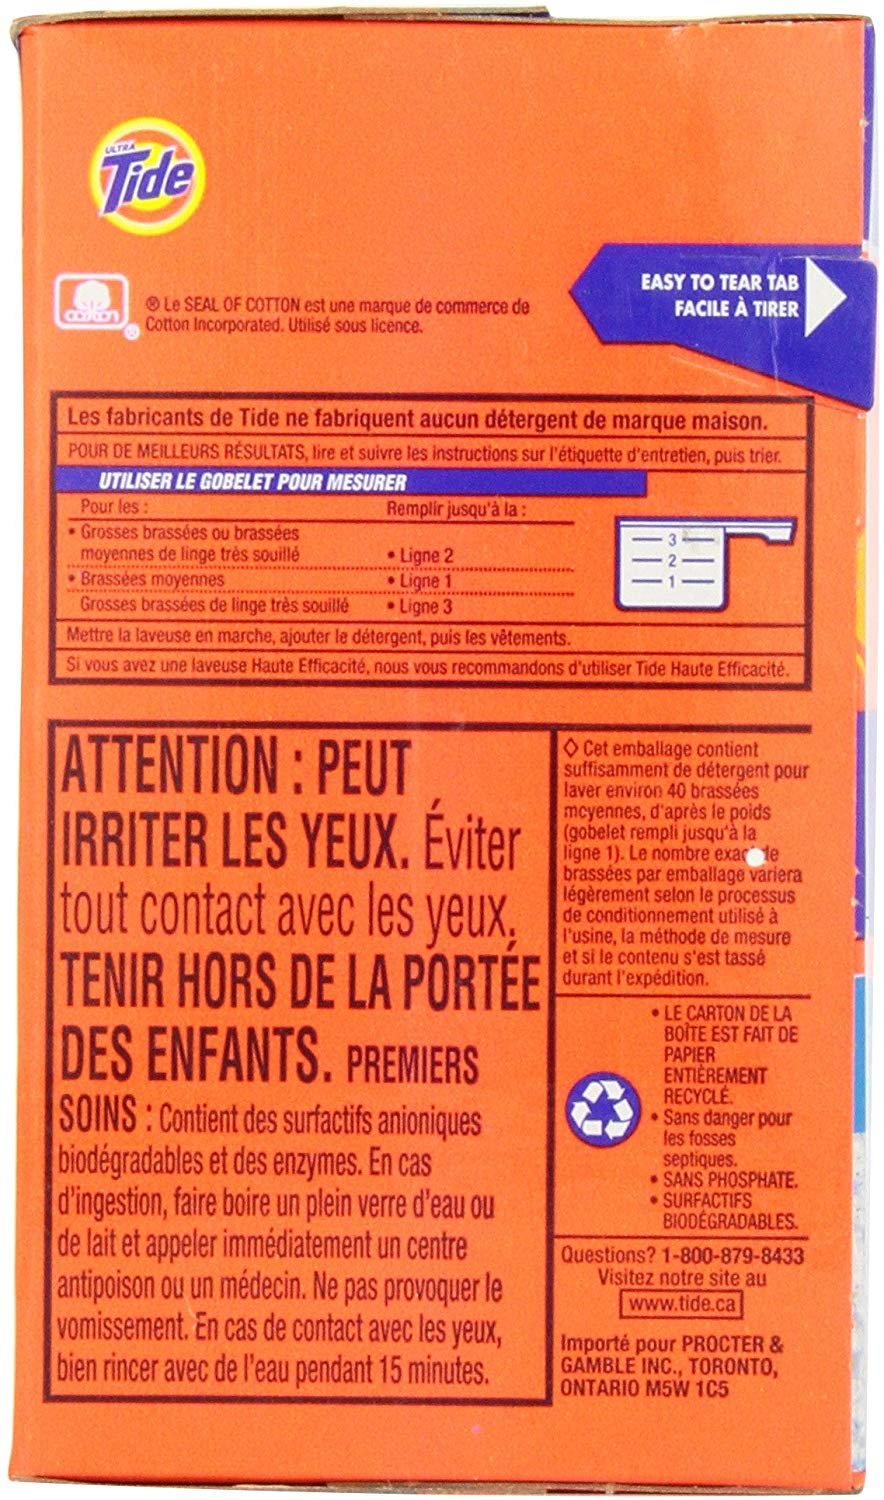 ULTRA
Tide
EASY TO TEAR TAB
FACILE À TIRER
COTTON
®
® Le SEAL OF COTTON est une marque de commerce de
Cotton Incorporated. Utilisé sous licence.
Les fabricants de Tide ne fabriquent aucun détergent de marque maison.
POUR DE MEILLEURS RÉSULTATS, lire et suivre les instructions sur l'étiquette d'entretien, puis trier.
UTILISER LE GOBELET POUR MESURER
Pour les : Remplir jusqu'à la :
• Grosses brassées ou brassées
moyennes de linge très souillé • Ligne 2
• Brassées moyennes • Ligne 1
Grosses brassées de linge très souillé • Ligne 3
3
2
1
Mettre la laveuse en marche, ajouter le détergent, puis les vêtements.
Si vous avez une laveuse Haute Efficacité, nous vous recommandons d'utiliser Tide Haute Efficacité.
ATTENTION : PEUT
IRRITER LES YEUX. Éviter
tout contact avec les yeux.
TENIR HORS DE LA PORTÉE
DES ENFANTS. PREMIERS
SOINS : Contient des surfactifs anioniques
biodégradables et des enzymes. En cas
d'ingestion, faire boire un plein verre d'eau ou
de lait et appeler immédiatement un centre
antipoison ou un médecin. Ne pas provoquer le
vomissement. En cas de contact avec les yeux,
bien rincer avec de l'eau pendant 15 minutes.
◊ Cet emballage contient
suffisamment de détergent pour
laver environ 40 brassées
moyennes, d'après le poids
(gobelet rempli jusqu'à la
ligne 1). Le nombre exact de
brassées par emballage variera
légèrement selon le processus
de conditionnement utilisé à
l'usine, la méthode de mesure
et si le contenu s'est tassé
durant l'expédition.
• LE CARTON DE LA
BOÎTE EST FAIT DE
PAPIER
ENTIÈREMENT
RECYCLÉ.
• Sans danger pour
les fosses
septiques.
• SANS PHOSPHATE.
• SURFACTIFS
BIODÉGRADABLES.
Questions? 1-800-879-8433
Visitez notre site au
www.tide.ca
Importé pour PROCTER &
GAMBLE INC., TORONTO,
ONTARIO M5W 1C5